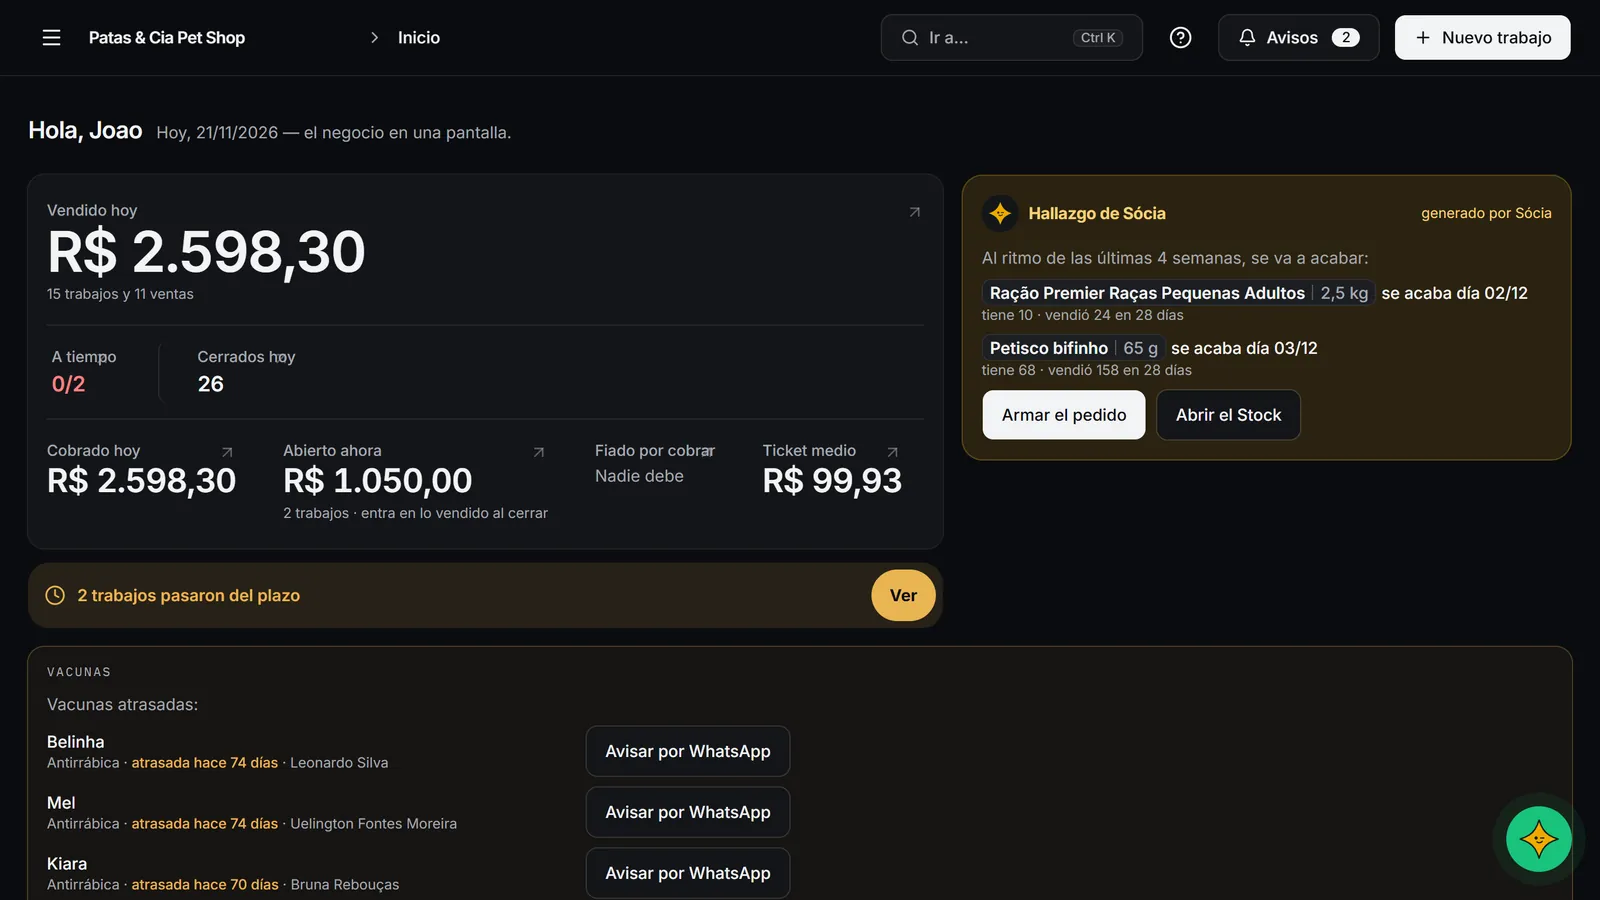 Patas & Cia Pet Shop
Inicio
Ir a...
Ctrl K
Avisos 2
Nuevo trabajo
Hola, Joao
Hoy, 21/11/2026 — el negocio en una pantalla.
Vendido hoy
R$ 2.598,30
15 trabajos y 11 ventas
A tiempo
0/2
Cerrados hoy
26
Cobrado hoy
R$ 2.598,30
Abierto ahora
R$ 1.050,00
2 trabajos · entra en lo vendido al cerrar
Fiado por cobrar
Nadie debe
Ticket medio
R$ 99,93
2 trabajos pasaron del plazo
Ver
Hallazgo de Sócia
generado por Sócia
Al ritmo de las últimas 4 semanas, se va a acabar:
Ração Premier Raças Pequenas Adultos | 2,5 kg se acaba día 02/12
tiene 10 · vendió 24 en 28 días
Petisco bifinho | 65 g se acaba día 03/12
tiene 68 · vendió 158 en 28 días
Armar el pedido
Abrir el Stock
VACUNAS
Vacunas atrasadas:
Belinha
Antirrábica · atrasada hace 74 días · Leonardo Silva
Avisar por WhatsApp
Mel
Antirrábica · atrasada hace 74 días · Uelington Fontes Moreira
Avisar por WhatsApp
Kiara
Antirrábica · atrasada hace 70 días · Bruna Rebouças
Avisar por WhatsApp